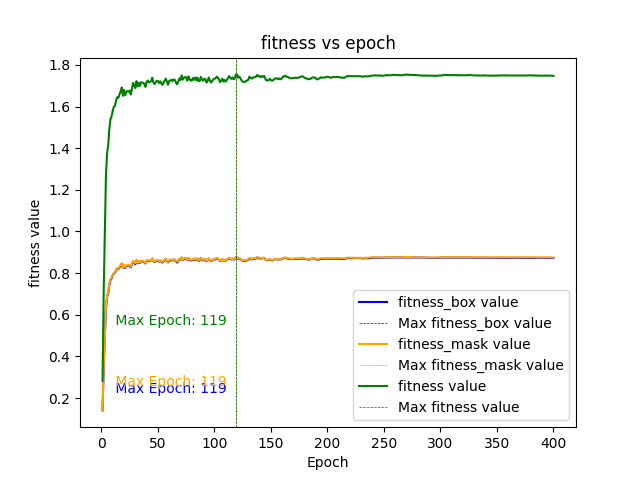 fitness vs epoch
fitness value
1.8
1.6
1.4
1.2
1.0
0.8
0.6
0.4
0.2
Max Epoch: 119
Max Epoch: 119
Max Epoch: 119
fitness_box value
Max fitness_box value
fitness_mask value
Max fitness_mask value
fitness value
Max fitness value
0 50 100 150 200 250 300 350 400
Epoch